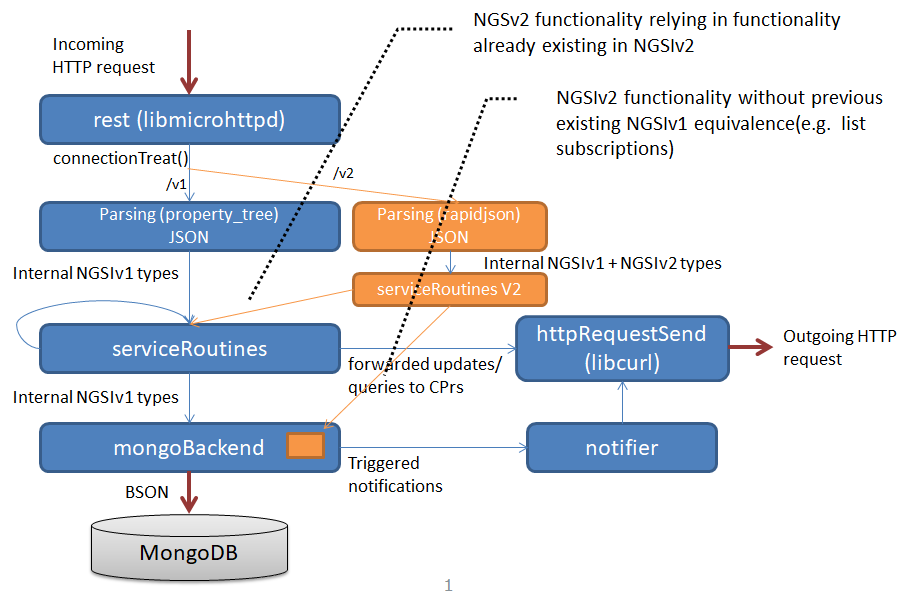 NGSv2 functionality relying in functionality
already existing in NGSIv2
Incoming
HTTP request
NGSIv2 functionality without previous
existing NGSIv1 equivalence(e.g. list
subscriptions)
rest (libmicrohttpd)
connectionTreat()
/v1
/v2
Parsing (property_tree)
JSON
Parsing (rapidjson)
JSON
Internal NGSIv1 types
Internal NGSIv1 + NGSIv2 types
serviceRoutines V2
serviceRoutines
httpRequestSend
(libcurl)
Outgoing HTTP
request
forwarded updates/
queries to CPrs
Internal NGSIv1 types
mongoBackend
notifier
Triggered
notifications
BSON
MongoDB
1